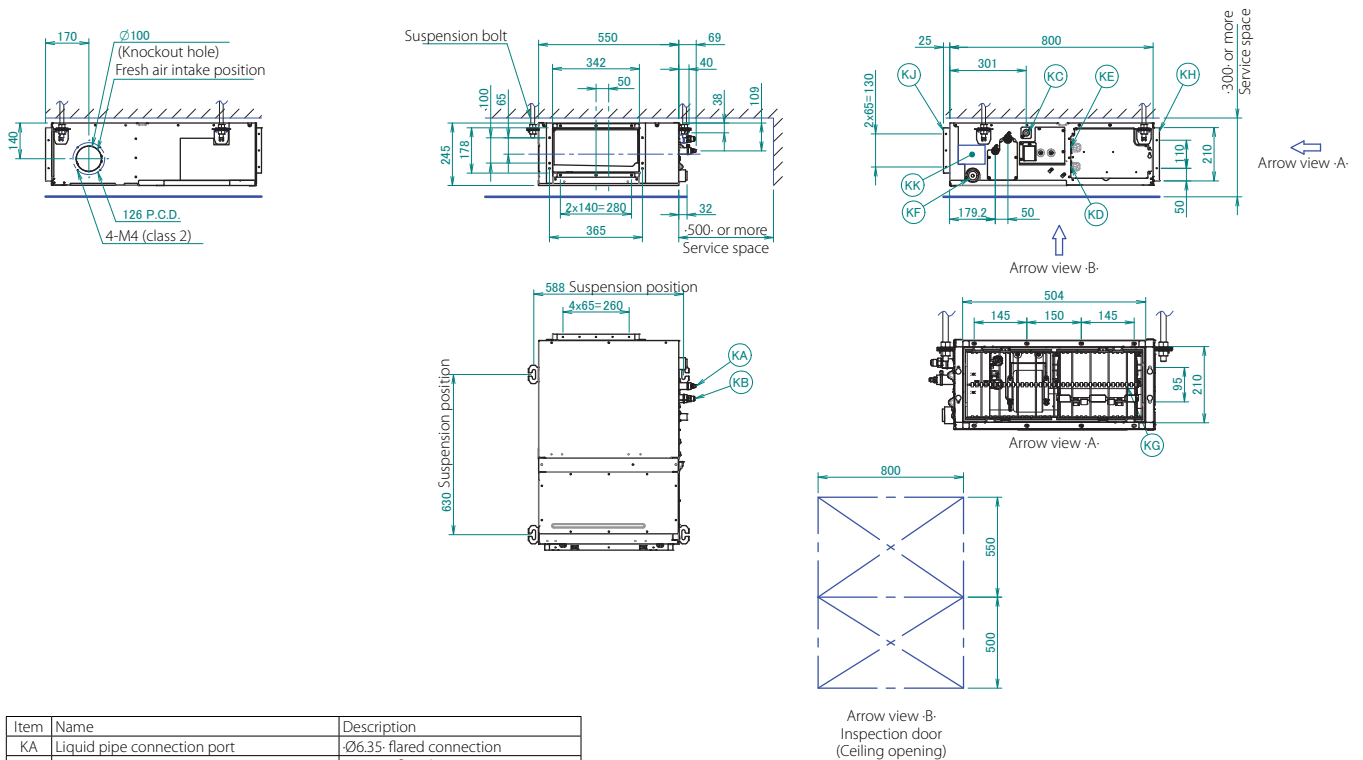 170
Ø100
(Knockout hole)
Fresh air intake position
140
126 P.C.D.
4-M4 (class 2)
Suspension bolt
550
342
50
69
40
38
109
·100·
65
178
245
2x140=280
365
32
·500· or more
Service space
25
800
301
KJ
KC
KE
KH
·300· or more
Service space
2x65=130
110
210
50
KK
KF
KD
179.2
50
Arrow view ·A·
Arrow view ·B·
588 Suspension position
4x65=260
KA
KB
630 Suspension position
504
145
150
145
95
210
KG
Arrow view ·A·
800
550
500
Arrow view ·B·
Inspection door
(Ceiling opening)
Item Name Description
KA Liquid pipe connection port ·Ø6.35· flared connection